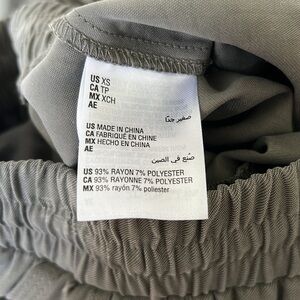 US XS
CA TP
MX XCH
AE
صغير جدًا
US MADE IN CHINA
CA FABRIQUÉ EN CHINE
MX HECHO EN CHINA
AE
صنع في الصين
US 93% RAYON 7% POLYESTER
CA 93% RAYONNE 7% POLYESTER
MX 93% rayón 7% poliester